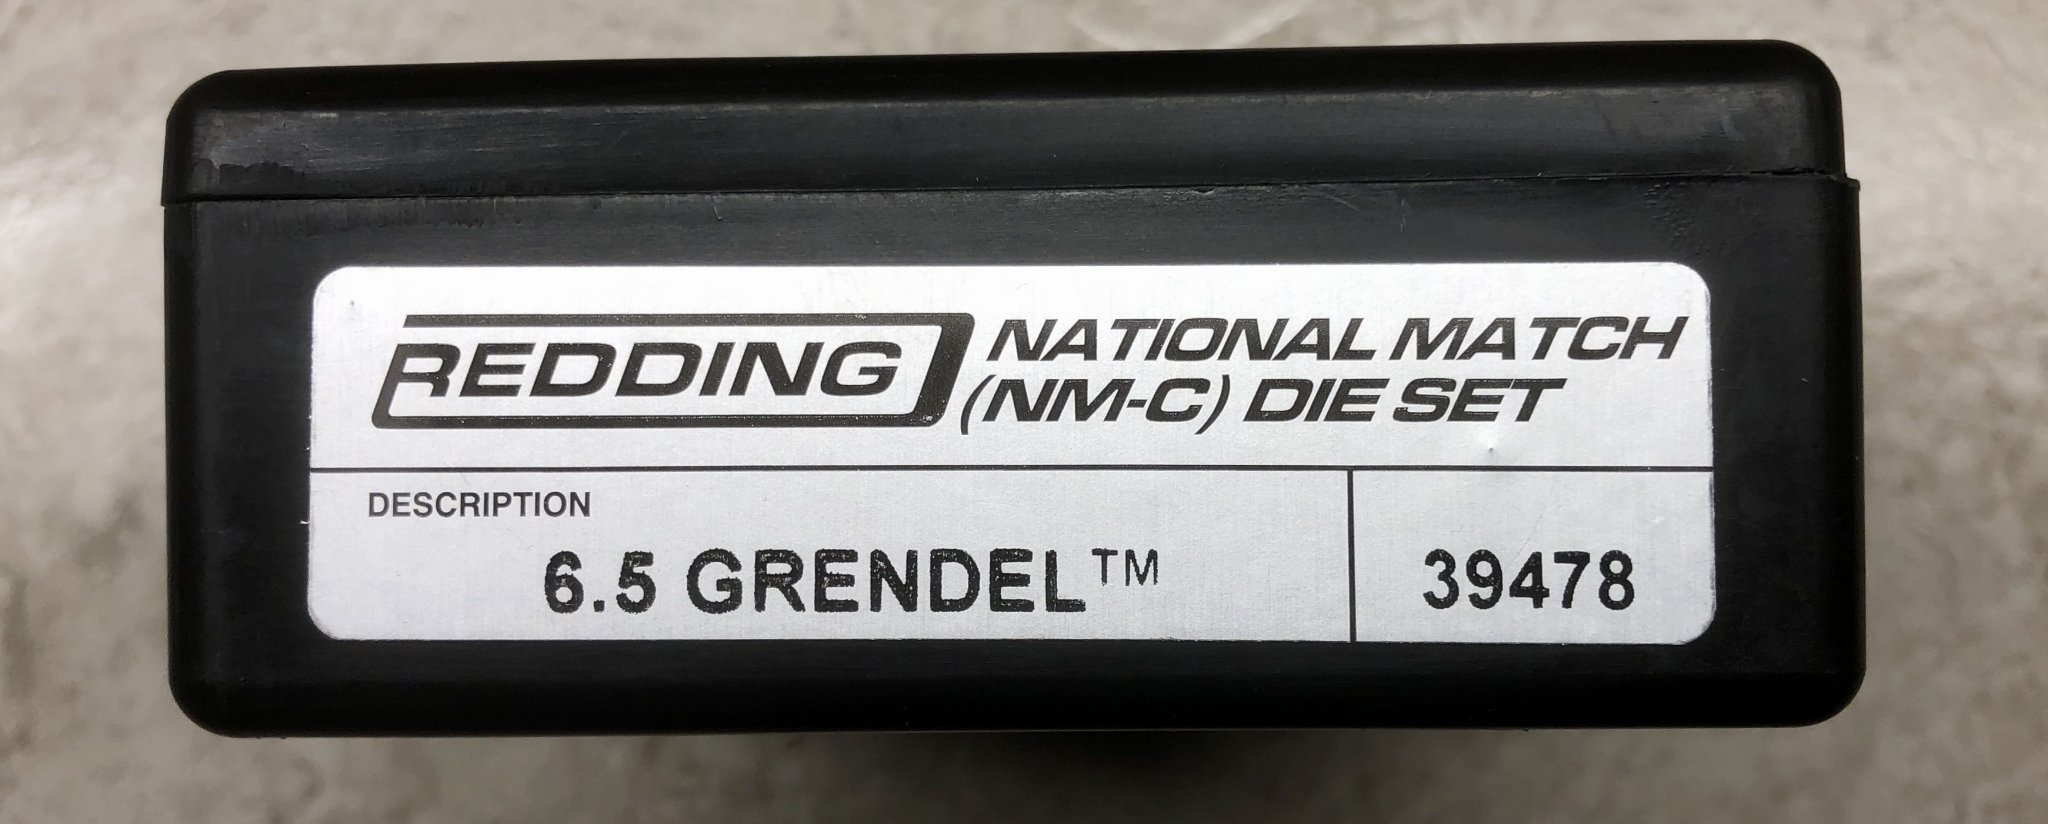 REDDING
NATIONAL MATCH
(NM-C) DIE SET
DESCRIPTION
6.5 GRENDEL™
39478